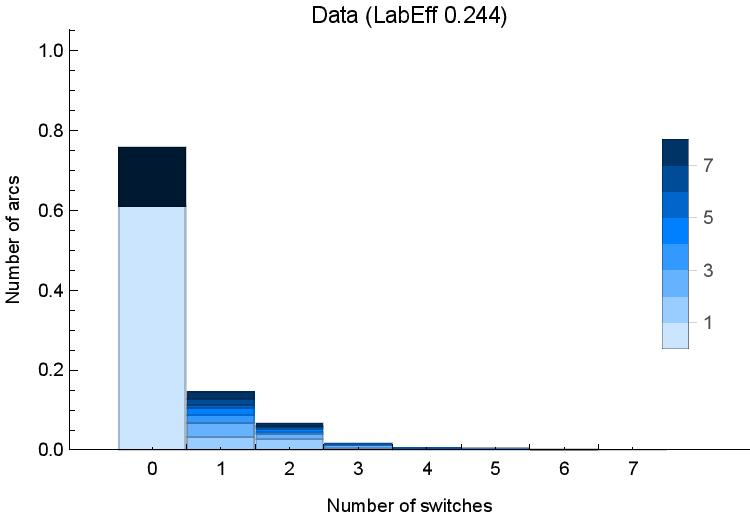 Data (LabEff 0.244)
1.0
0.8
0.6
0.4
0.2
0.0
Number of arcs
7
5
3
1
0 1 2 3 4 5 6 7
Number of switches